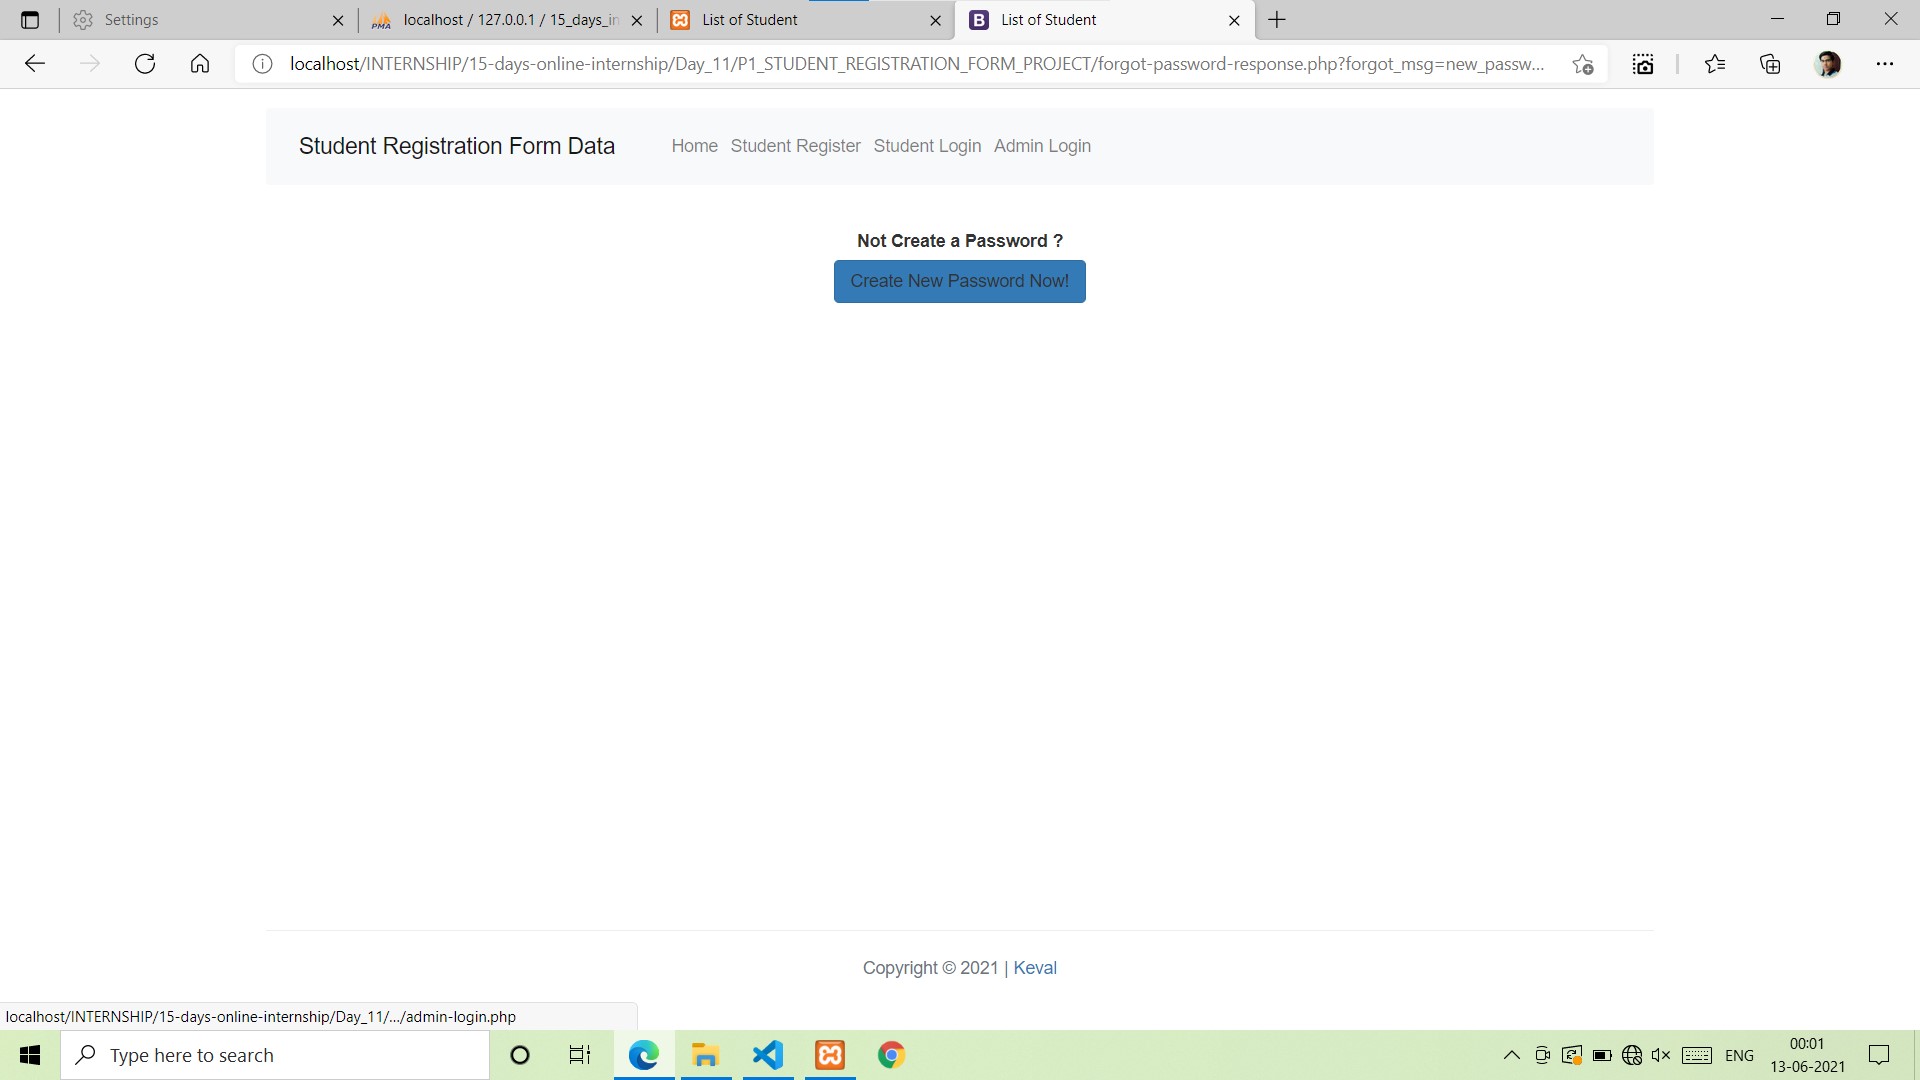 Settings
localhost / 127.0.0.1 / 15_days_in
List of Student
List of Student
localhost/INTERNSHIP/15-days-online-internship/Day_11/P1_STUDENT_REGISTRATION_FORM_PROJECT/forgot-password-response.php?forgot_msg=new_passw...
Student Registration Form Data Home Student Register Student Login Admin Login
Not Create a Password ?
Create New Password Now!
Copyright © 2021 | Keval
localhost/INTERNSHIP/15-days-online-internship/Day_11/.../admin-login.php
Type here to search
ENG
00:01
13-06-2021